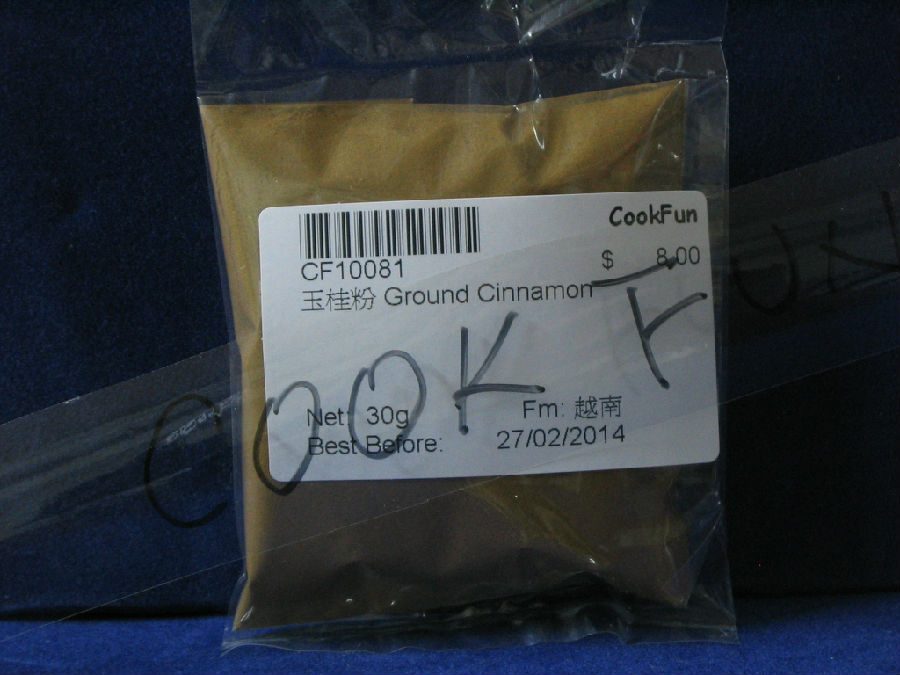 CookFun
CF10081
$ 8.00
玉桂粉 Ground Cinnamon
COOK FUN
Net: 30g
Fm: 越南
Best Before: 27/02/2014